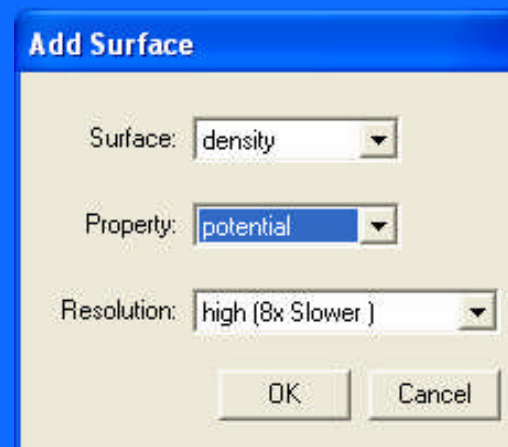 Add Surface
Surface: density
Property: potential
Resolution: high (8x Slower )
OK Cancel